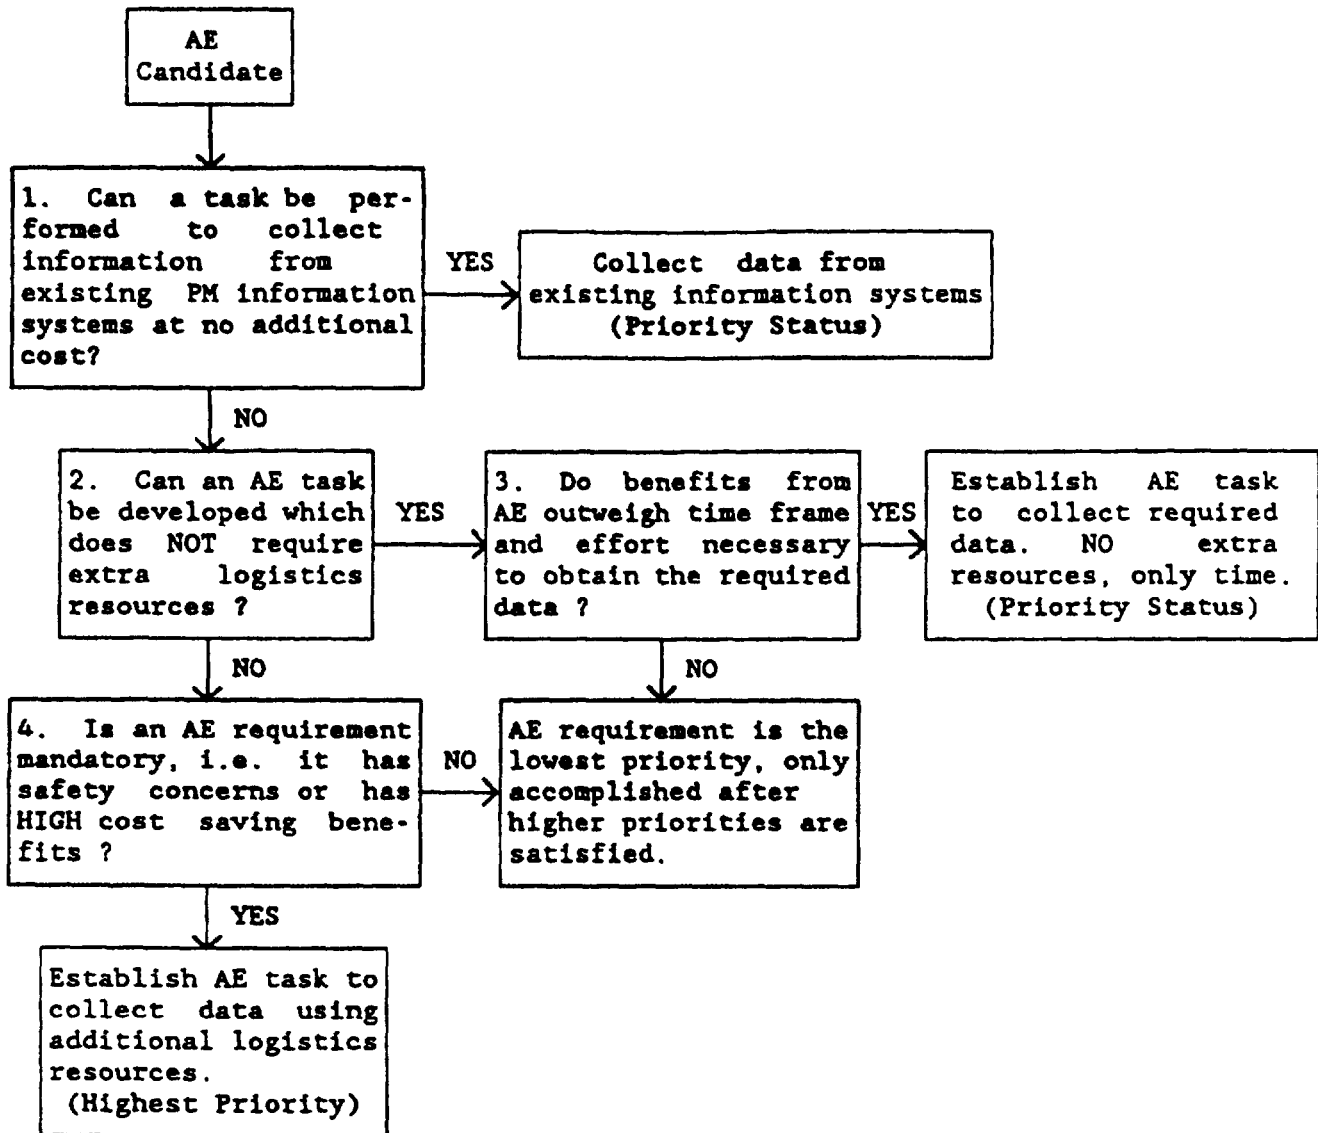 AE
Candidate
1. Can a task be per-
formed to collect
information from
existing PM information
systems at no additional
cost?
YES
Collect data from
existing information systems
(Priority Status)
NO
2. Can an AE task
be developed which
does NOT require
extra logistics
resources ?
YES
3. Do benefits from
AE outweigh time frame
and effort necessary
to obtain the required
data ?
YES
Establish AE task
to collect required
data. NO extra
resources, only time.
(Priority Status)
NO
NO
4. Is an AE requirement
mandatory, i.e. it has
safety concerns or has
HIGH cost saving bene-
fits ?
NO
AE requirement is the
lowest priority, only
accomplished after
higher priorities are
satisfied.
YES
Establish AE task to
collect data using
additional logistics
resources.
(Highest Priority)